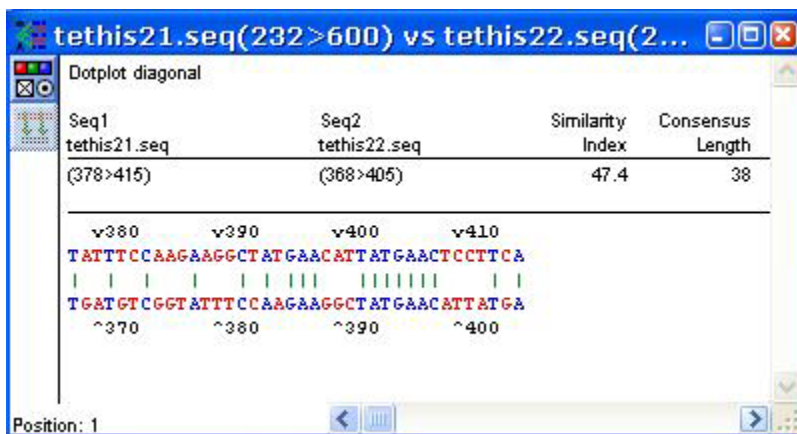 tethis21.seq(232>600) vs tethis22.seq(2...
Dotplot diagonal
Seq1 Seq2 Similarity Consensus
tethis21.seq tethis22.seq Index Length
(378>415) (368>405) 47.4 38
v380 v390 v400 v410
TATTTCCAAGAAGGCTATGAACATTATGAACTCCTTCA
TGATGTCGGTATTTCCAAGAAGGCTATGAACATTATGA
^370 ^380 ^390 ^400
Position: 1